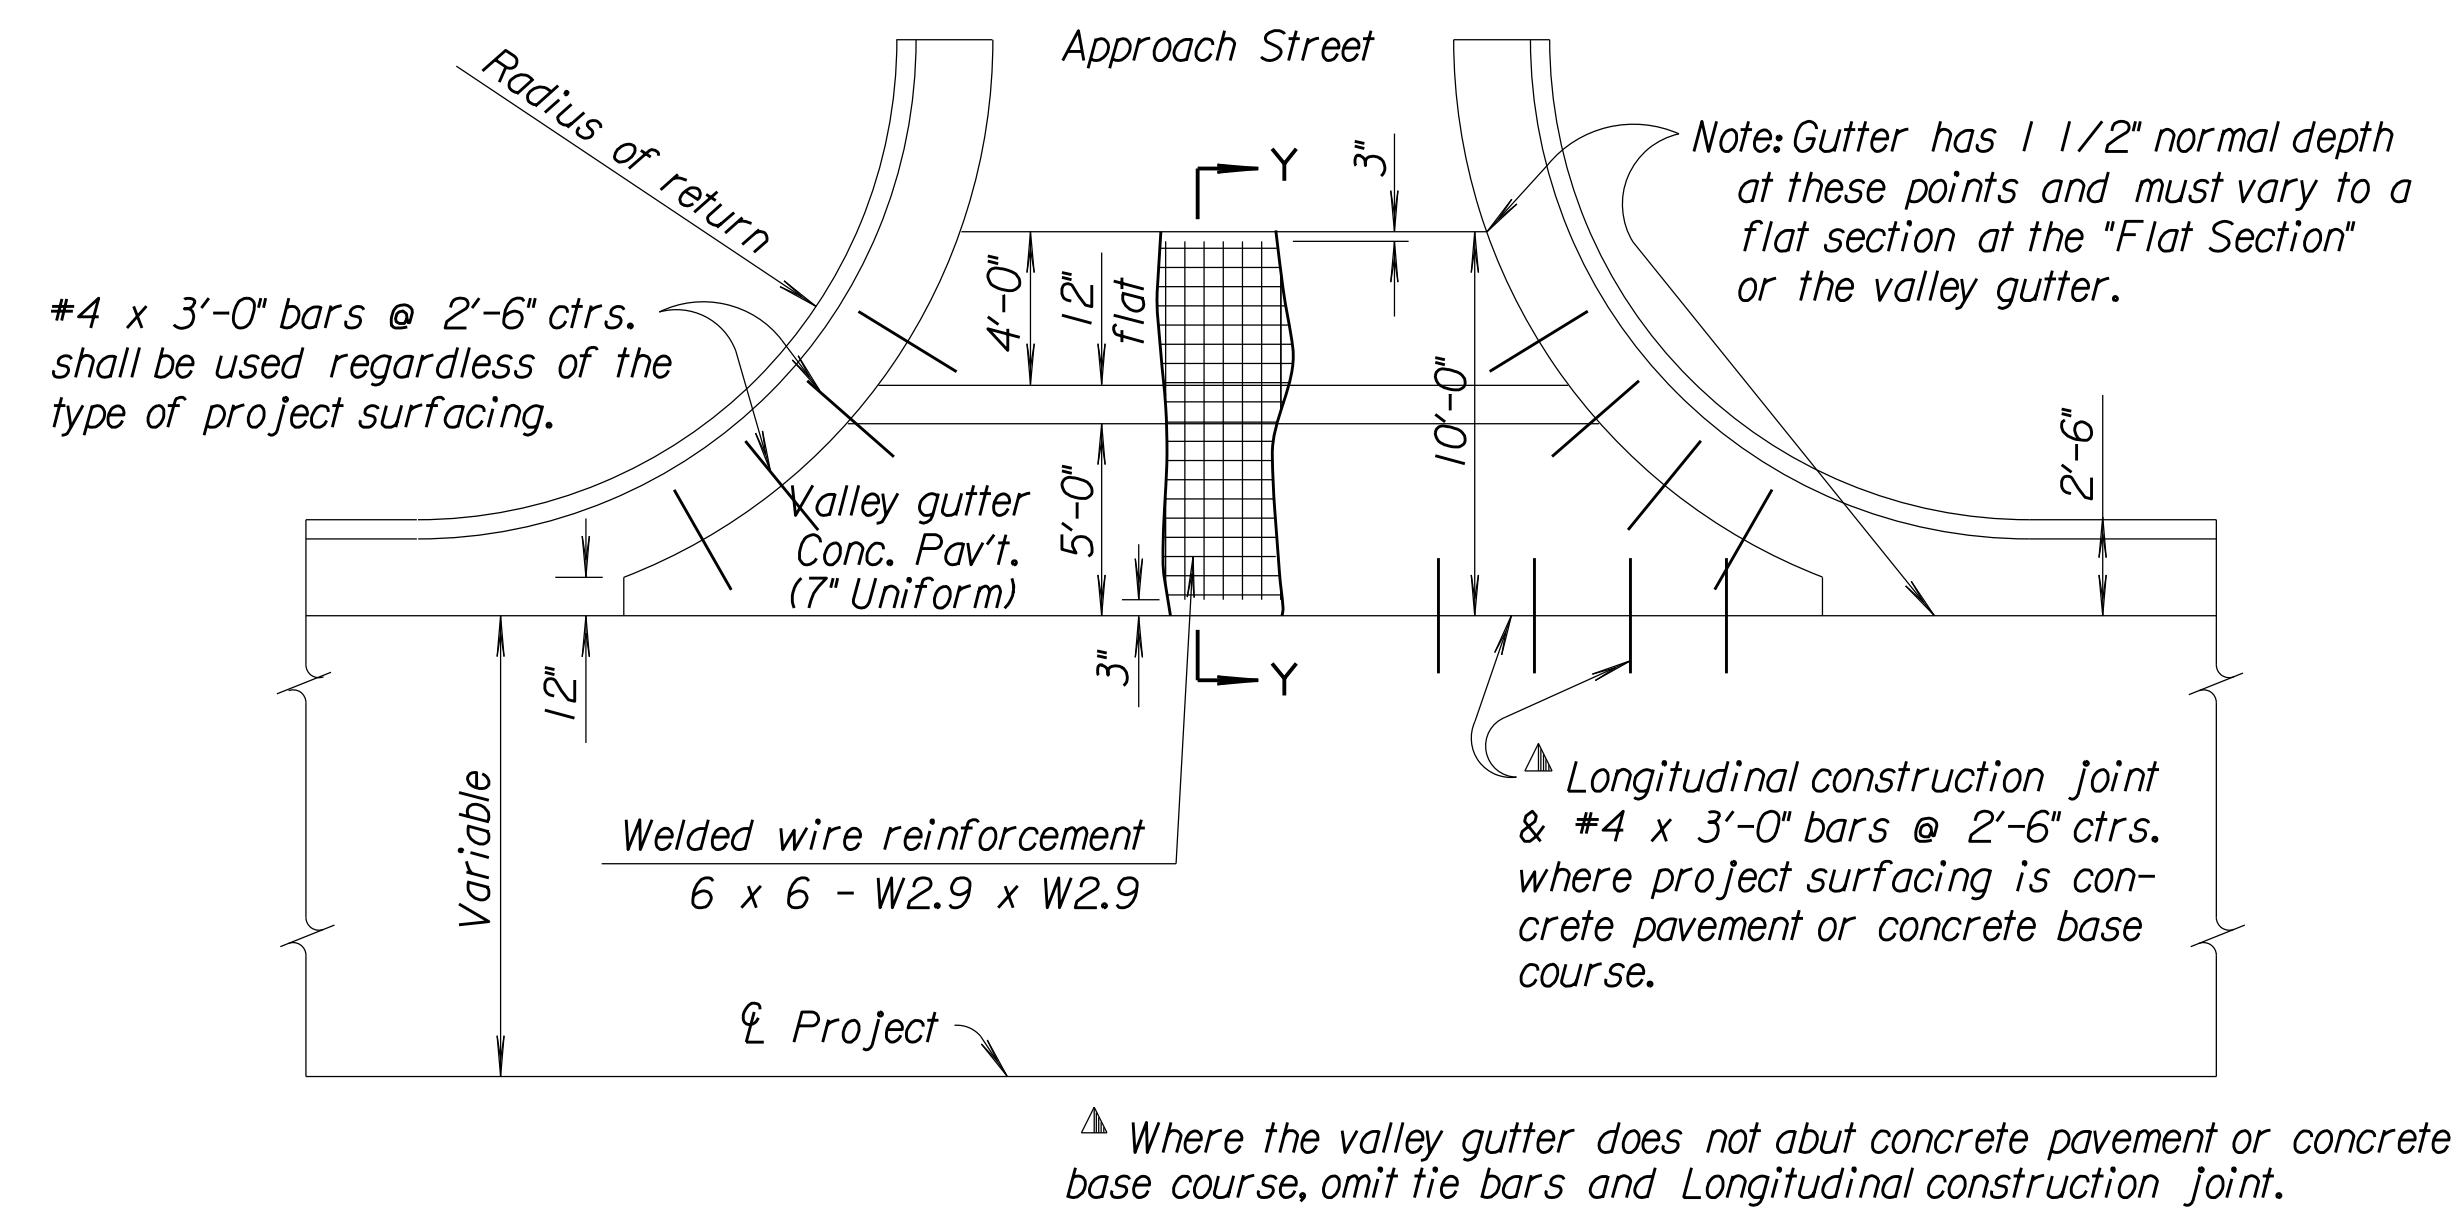 Approach Street
Radius of return
Y
3"
Note: Gutter has 1 1/2" normal depth
at these points and must vary to a
flat section at the "Flat Section"
or the valley gutter.
#4 x 3'-0" bars @ 2'-6" ctrs.
shall be used regardless of the
type of project surfacing.
4'-0"
12"
flat
10'-0"
2'-6"
5'-0"
Valley gutter
Conc. Pav't.
(7" Uniform)
12"
3"
Y
Variable
Longitudinal construction joint
& #4 x 3'-0" bars @ 2'-6" ctrs.
where project surfacing is con-
crete pavement or concrete base
course.
Welded wire reinforcement
6 x 6 - W2.9 x W2.9
℄ Project
Where the valley gutter does not abut concrete pavement or concrete
base course, omit tie bars and Longitudinal construction joint.